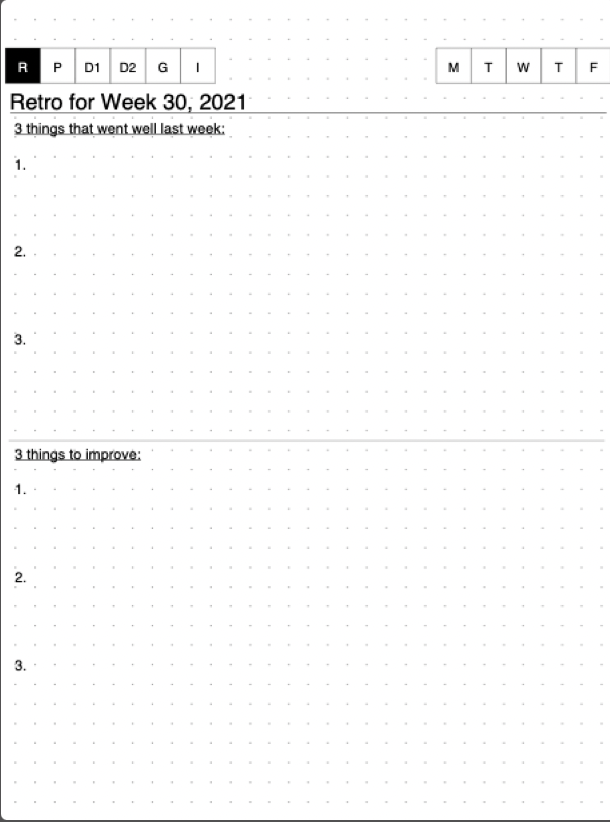 R P D1 D2 G I M T W T F
Retro for Week 30, 2021
3 things that went well last week:
1.
2.
3.
3 things to improve:
1.
2.
3.